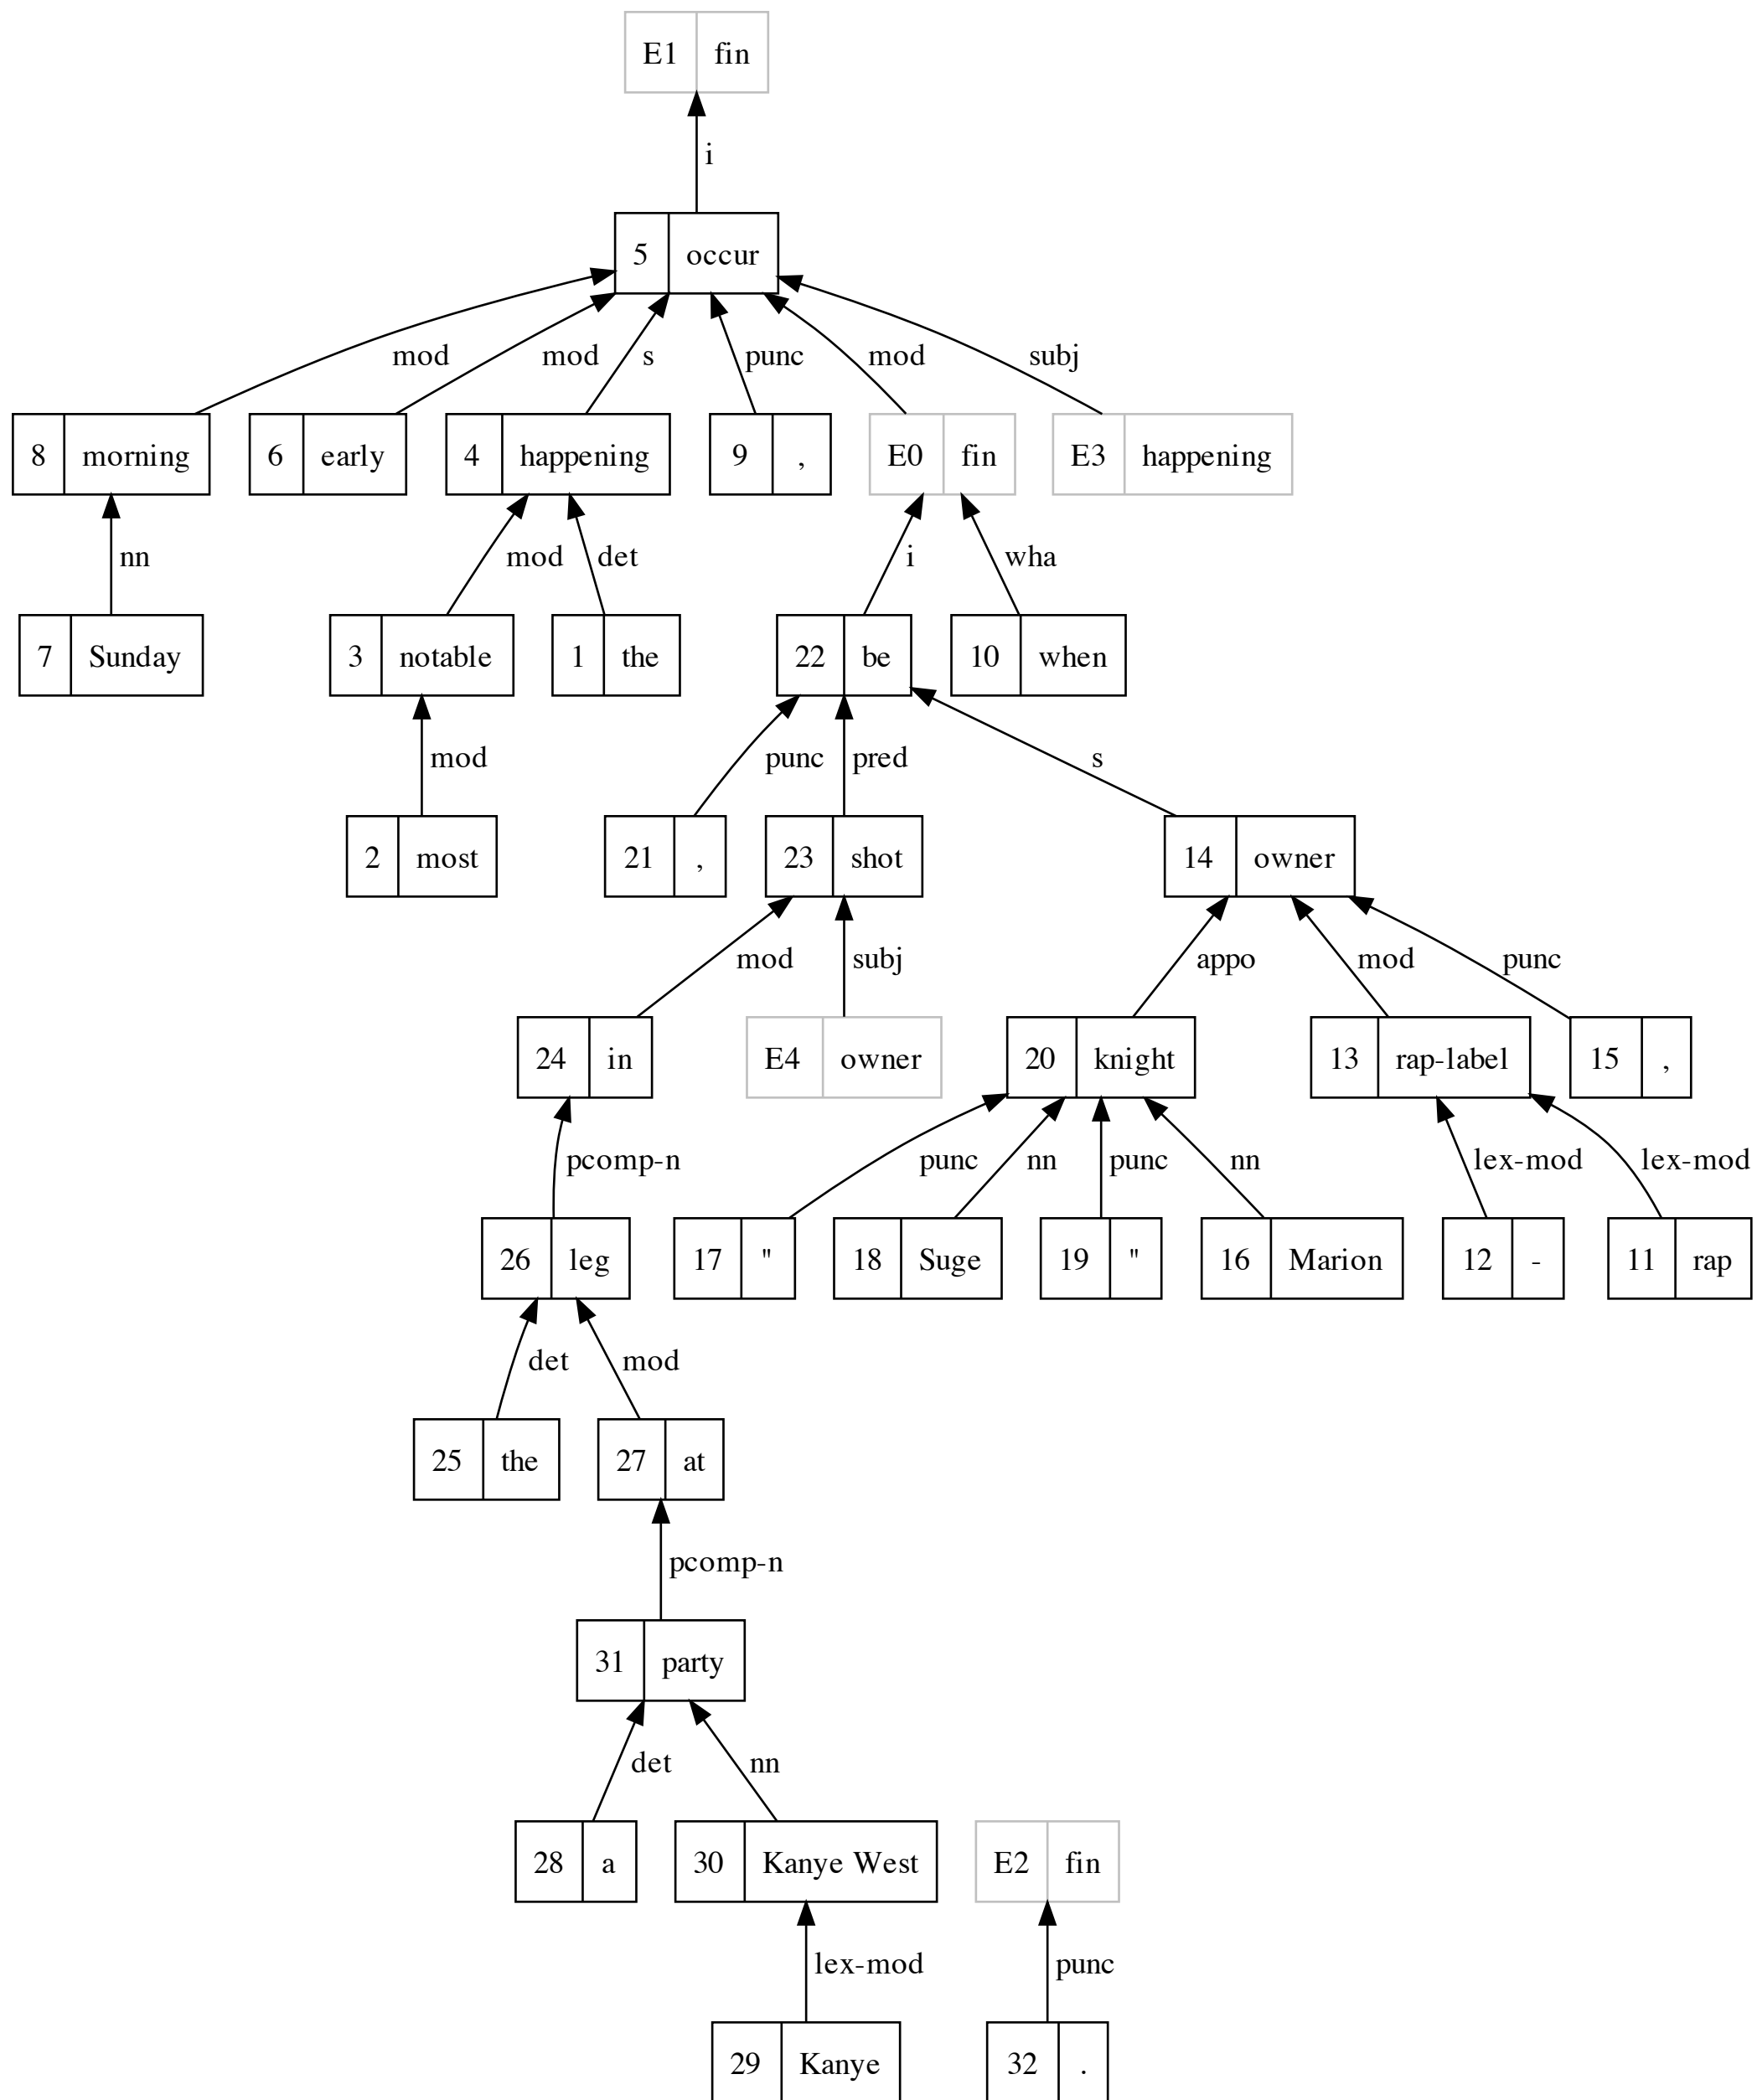 E1 fin
i
5 occur
mod mod s punc mod subj
8 morning 6 early 4 happening 9 , E0 fin E3 happening
nn mod det i wha
7 Sunday 3 notable 1 the 22 be 10 when
mod punc pred s
2 most 21 , 23 shot 14 owner
mod subj appo mod punc
24 in E4 owner 20 knight 13 rap-label 15 ,
pcomp-n punc nn punc nn lex-mod lex-mod
26 leg 17 " 18 Suge 19 " 16 Marion 12 - 11 rap
det mod
25 the 27 at
pcomp-n
31 party
det nn
28 a 30 Kanye West E2 fin
lex-mod punc
29 Kanye 32 .